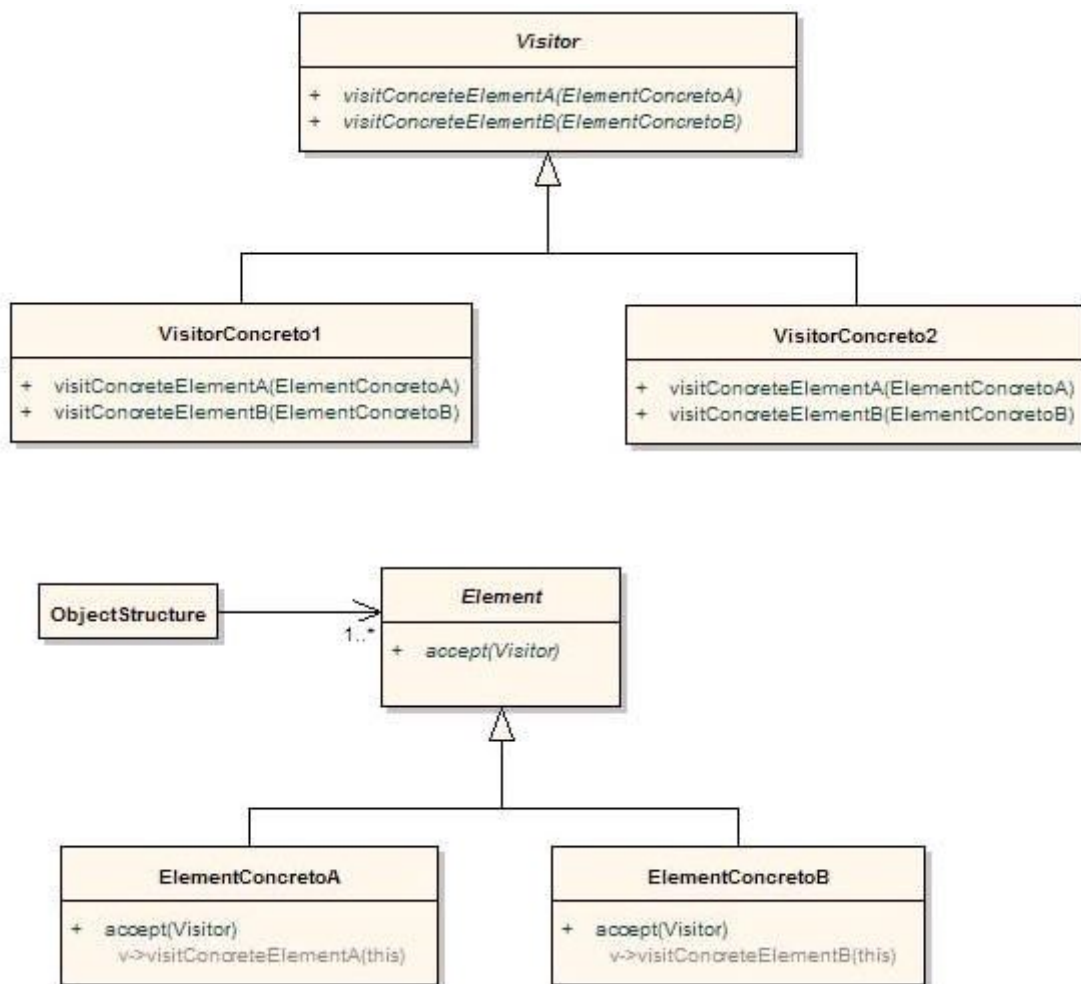 Visitor
+ visitConcreteElementA(ElementConcretoA)
+ visitConcreteElementB(ElementConcretoB)
VisitorConcreto1
+ visitConcreteElementA(ElementConcretoA)
+ visitConcreteElementB(ElementConcretoB)
VisitorConcreto2
+ visitConcreteElementA(ElementConcretoA)
+ visitConcreteElementB(ElementConcretoB)
ObjectStructure
1..*
Element
+ accept(Visitor)
ElementConcretoA
+ accept(Visitor)
v->visitConcreteElementA(this)
ElementConcretoB
+ accept(Visitor)
v->visitConcreteElementB(this)